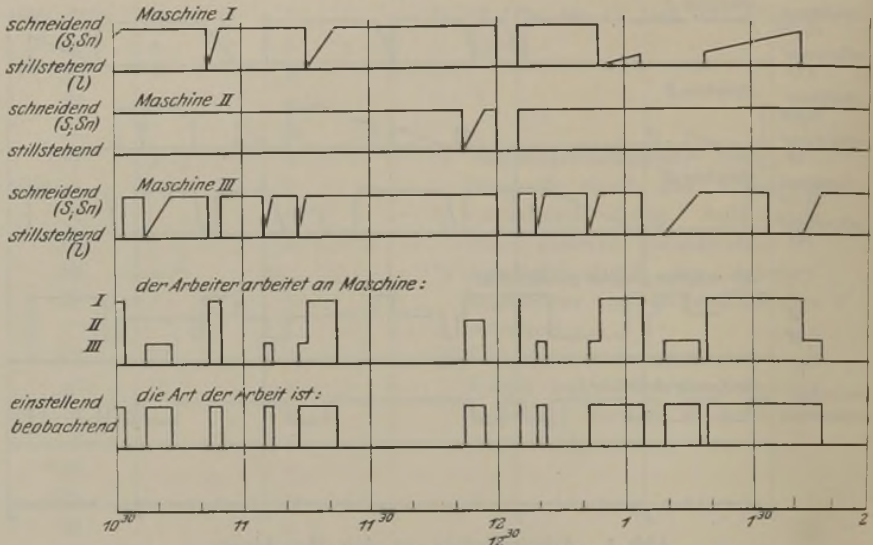 Maschine I
schneidend
(S, Sn)
stillstehend
(l)
Maschine II
schneidend
(S, Sn)
stillstehend
Maschine III
schneidend
(S, Sn)
stillstehend
(l)
der Arbeiter arbeitet an Maschine:
I
II
III
die Art der Arbeit ist:
einstellend
beobachtend
10³⁰ 11 11³⁰ 12 1 1³⁰ 2
12³⁰